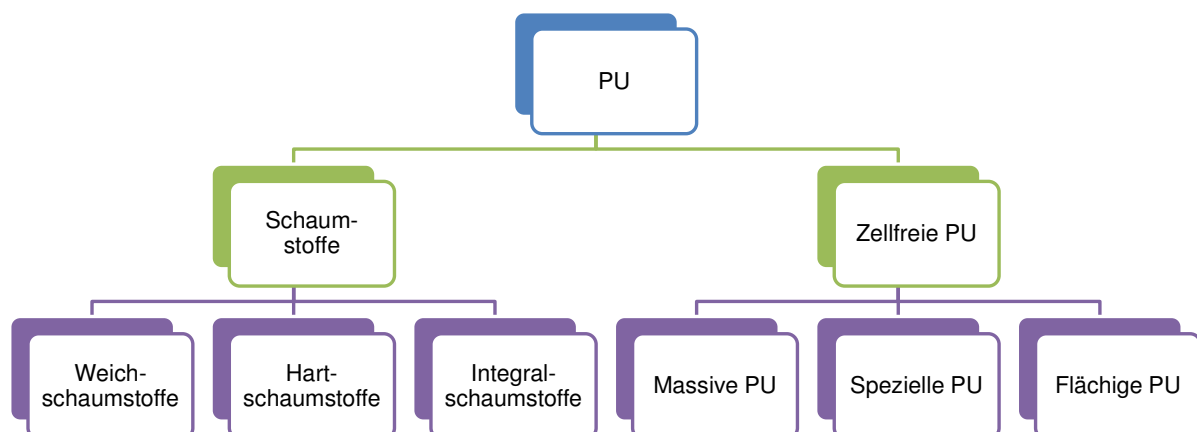 PU
Schaum-
stoffe
Zellfreie PU
Weich-
schaumstoffe
Hart-
schaumstoffe
Integral-
schaumstoffe
Massive PU
Spezielle PU
Flächige PU